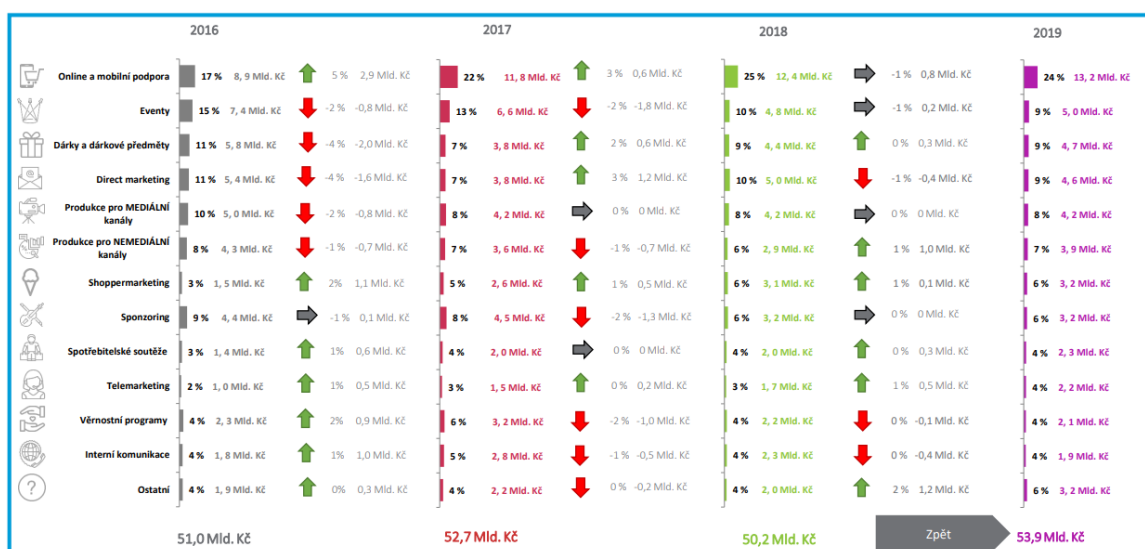 2016 2017 2018 2019
Online a mobilní podpora 17 % 8, 9 Mld. Kč 5 % 2,9 Mld. Kč 22 % 11, 8 Mld. Kč 3 % 0,6 Mld. Kč 25 % 12, 4 Mld. Kč -1 % 0,8 Mld. Kč 24 % 13, 2 Mld. Kč
Eventy 15 % 7, 4 Mld. Kč -2 % -0,8 Mld. Kč 13 % 6, 6 Mld. Kč -2 % -1,8 Mld. Kč 10 % 4, 8 Mld. Kč -1 % 0,2 Mld. Kč 9 % 5, 0 Mld. Kč
Dárky a dárkové předměty 11 % 5, 8 Mld. Kč -4 % -2,0 Mld. Kč 7 % 3, 8 Mld. Kč 2 % 0,6 Mld. Kč 9 % 4, 4 Mld. Kč 0 % 0,3 Mld. Kč 9 % 4, 7 Mld. Kč
Direct marketing 11 % 5, 4 Mld. Kč -4 % -1,6 Mld. Kč 7 % 3, 8 Mld. Kč 3 % 1,2 Mld. Kč 10 % 5, 0 Mld. Kč -1 % -0,4 Mld. Kč 9 % 4, 6 Mld. Kč
Produkce pro MEDIÁLNÍ
kanály 10 % 5, 0 Mld. Kč -2 % -0,8 Mld. Kč 8 % 4, 2 Mld. Kč 0 % 0 Mld. Kč 8 % 4, 2 Mld. Kč 0 % 0 Mld. Kč 8 % 4, 2 Mld. Kč
Produkce pro NEMEDIÁLNÍ
kanály 8 % 4, 3 Mld. Kč -1 % -0,7 Mld. Kč 7 % 3, 6 Mld. Kč -1 % -0,7 Mld. Kč 6 % 2, 9 Mld. Kč 1 % 1,0 Mld. Kč 7 % 3, 9 Mld. Kč
Shoppermarketing 3 % 1, 5 Mld. Kč 2% 1,1 Mld. Kč 5 % 2, 6 Mld. Kč 1 % 0,5 Mld. Kč 6 % 3, 1 Mld. Kč 1 % 0,1 Mld. Kč 6 % 3, 2 Mld. Kč
Sponzoring 9 % 4, 4 Mld. Kč -1 % 0,1 Mld. Kč 8 % 4, 5 Mld. Kč -2 % -1,3 Mld. Kč 6 % 3, 2 Mld. Kč 0 % 0 Mld. Kč 6 % 3, 2 Mld. Kč
Spotřebitelské soutěže 3 % 1, 4 Mld. Kč 1% 0,6 Mld. Kč 4 % 2, 0 Mld. Kč 0 % 0 Mld. Kč 4 % 2, 0 Mld. Kč 0 % 0,3 Mld. Kč 4 % 2, 3 Mld. Kč
Telemarketing 2 % 1, 0 Mld. Kč 1% 0,5 Mld. Kč 3 % 1, 5 Mld. Kč 0 % 0,2 Mld. Kč 3 % 1, 7 Mld. Kč 1 % 0,5 Mld. Kč 4 % 2, 2 Mld. Kč
Věrnostní programy 4 % 2, 3 Mld. Kč 2% 0,9 Mld. Kč 6 % 3, 2 Mld. Kč -2 % -1,0 Mld. Kč 4 % 2, 2 Mld. Kč 0 % -0,1 Mld. Kč 4 % 2, 1 Mld. Kč
Interní komunikace 4 % 1, 8 Mld. Kč 1% 1,0 Mld. Kč 5 % 2, 8 Mld. Kč -1 % -0,5 Mld. Kč 4 % 2, 3 Mld. Kč 0 % -0,4 Mld. Kč 4 % 1, 9 Mld. Kč
Ostatní 4 % 1, 9 Mld. Kč 0% 0,3 Mld. Kč 4 % 2, 2 Mld. Kč 0 % -0,2 Mld. Kč 4 % 2, 0 Mld. Kč 2 % 1,2 Mld. Kč 6 % 3, 2 Mld. Kč
51,0 Mld. Kč 52,7 Mld. Kč 50,2 Mld. Kč Zpět 53,9 Mld. Kč